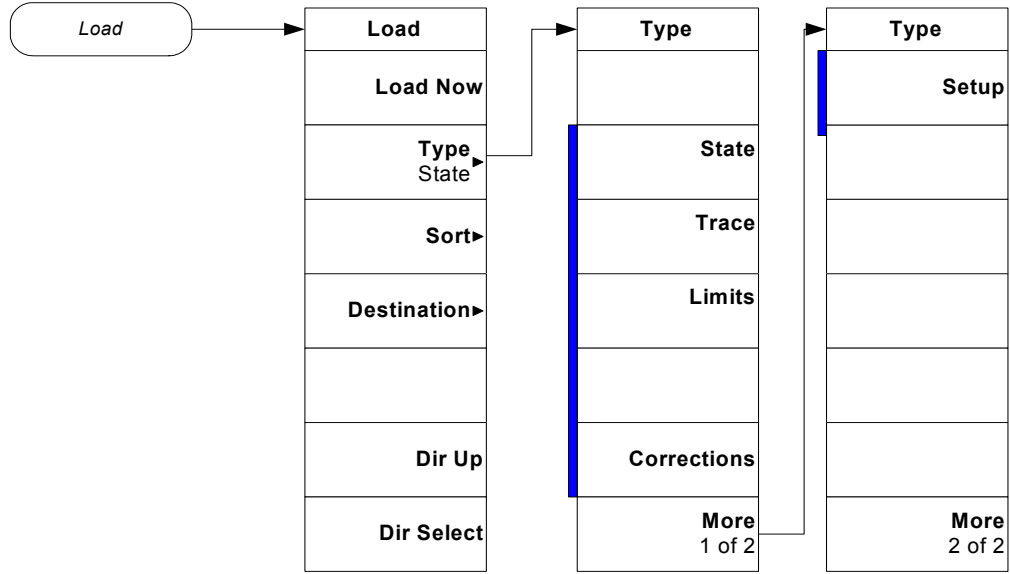 Load
Load
Load Now
Type
State
Sort
Destination
Dir Up
Dir Select
Type
State
Trace
Limits
Corrections
More
1 of 2
Type
Setup
More
2 of 2